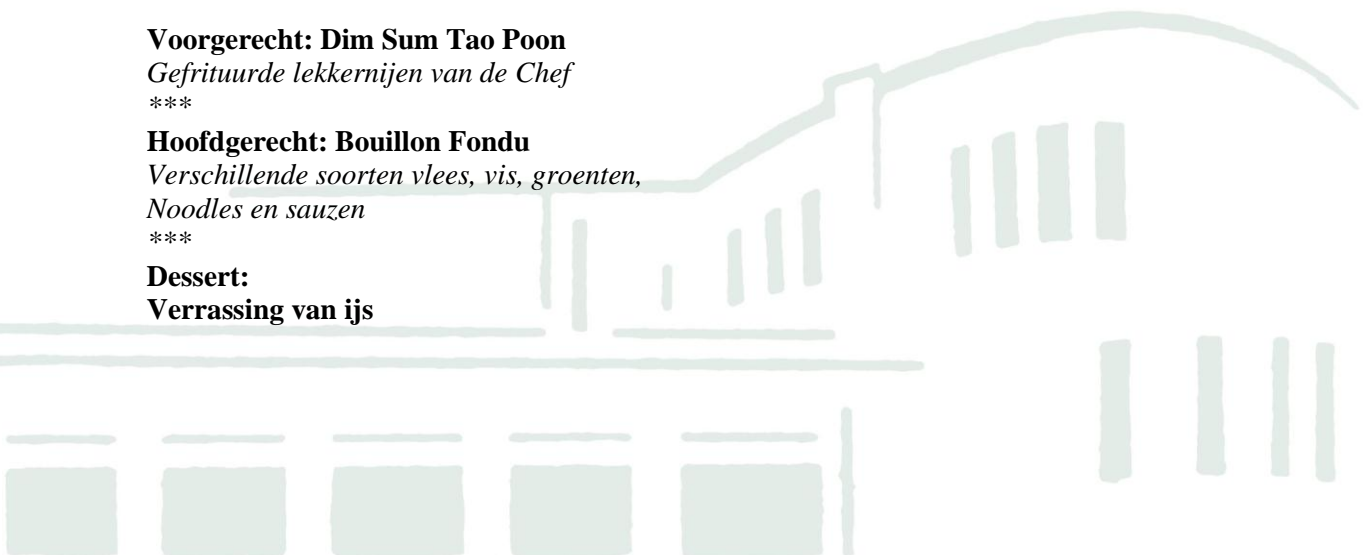 Voorgerecht: Dim Sum Tao Poon
Gefrituurde lekkernijen van de Chef
***
Hoofdgerecht: Bouillon Fondu
Verschillende soorten vlees, vis, groenten,
Noodles en sauzen
***
Dessert:
Verrassing van ijs